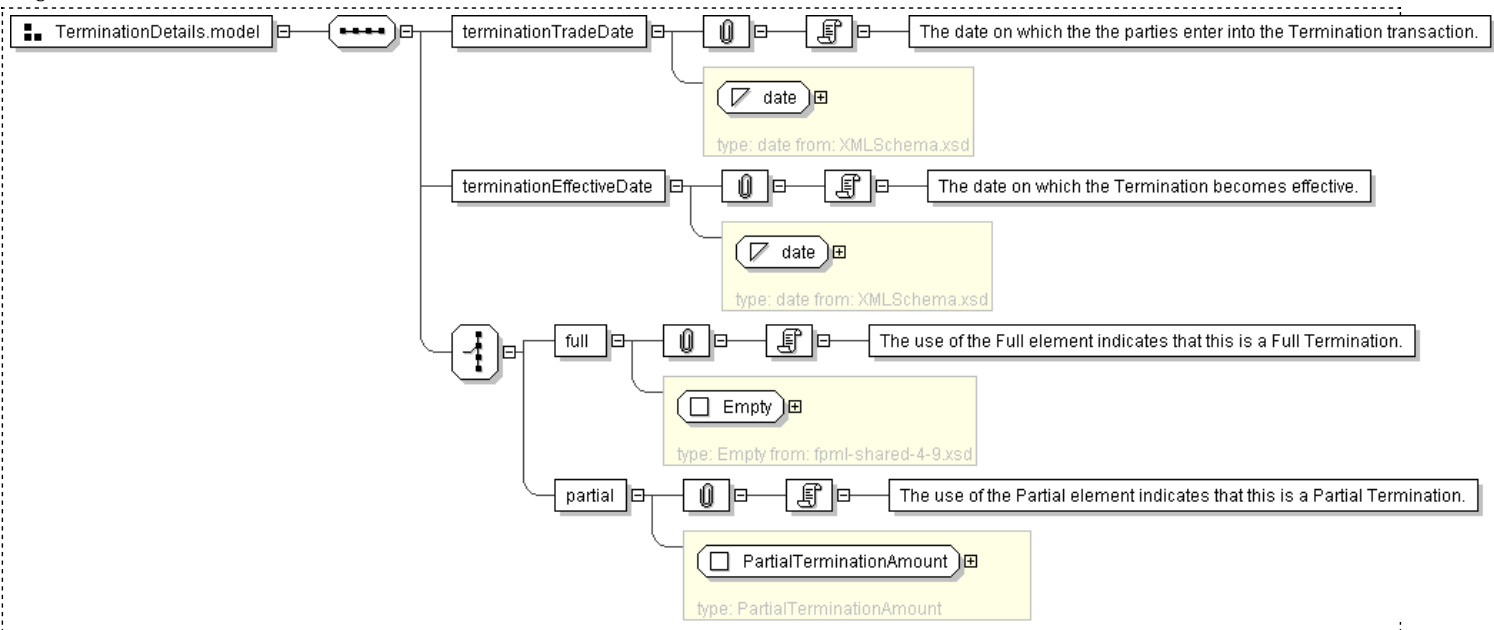 TerminationDetails.model
terminationTradeDate
The date on which the the parties enter into the Termination transaction.
date
type: date from: XMLSchema.xsd
terminationEffectiveDate
The date on which the Termination becomes effective.
date
type: date from: XMLSchema.xsd
full
The use of the Full element indicates that this is a Full Termination.
Empty
type: Empty from: fpml-shared-4-9.xsd
partial
The use of the Partial element indicates that this is a Partial Termination.
PartialTerminationAmount
type: PartialTerminationAmount